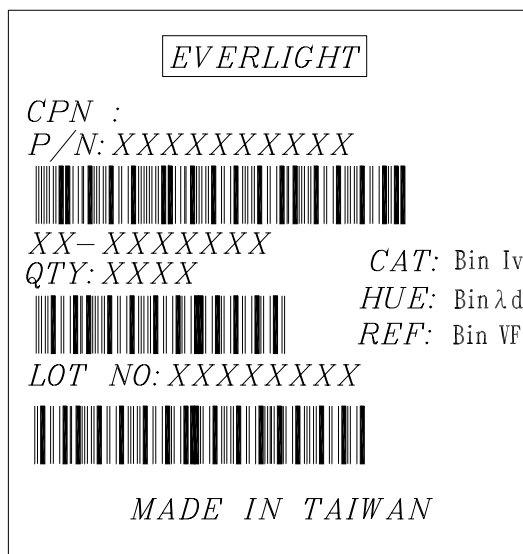 EVERLIGHT
CPN :
P/N: XXXXXXXXXX
XX-XXXXXXX
QTY: XXXX
CAT: Bin Iv
HUE: Bin λd
REF: Bin VF
LOT NO: XXXXXXXX
MADE IN TAIWAN